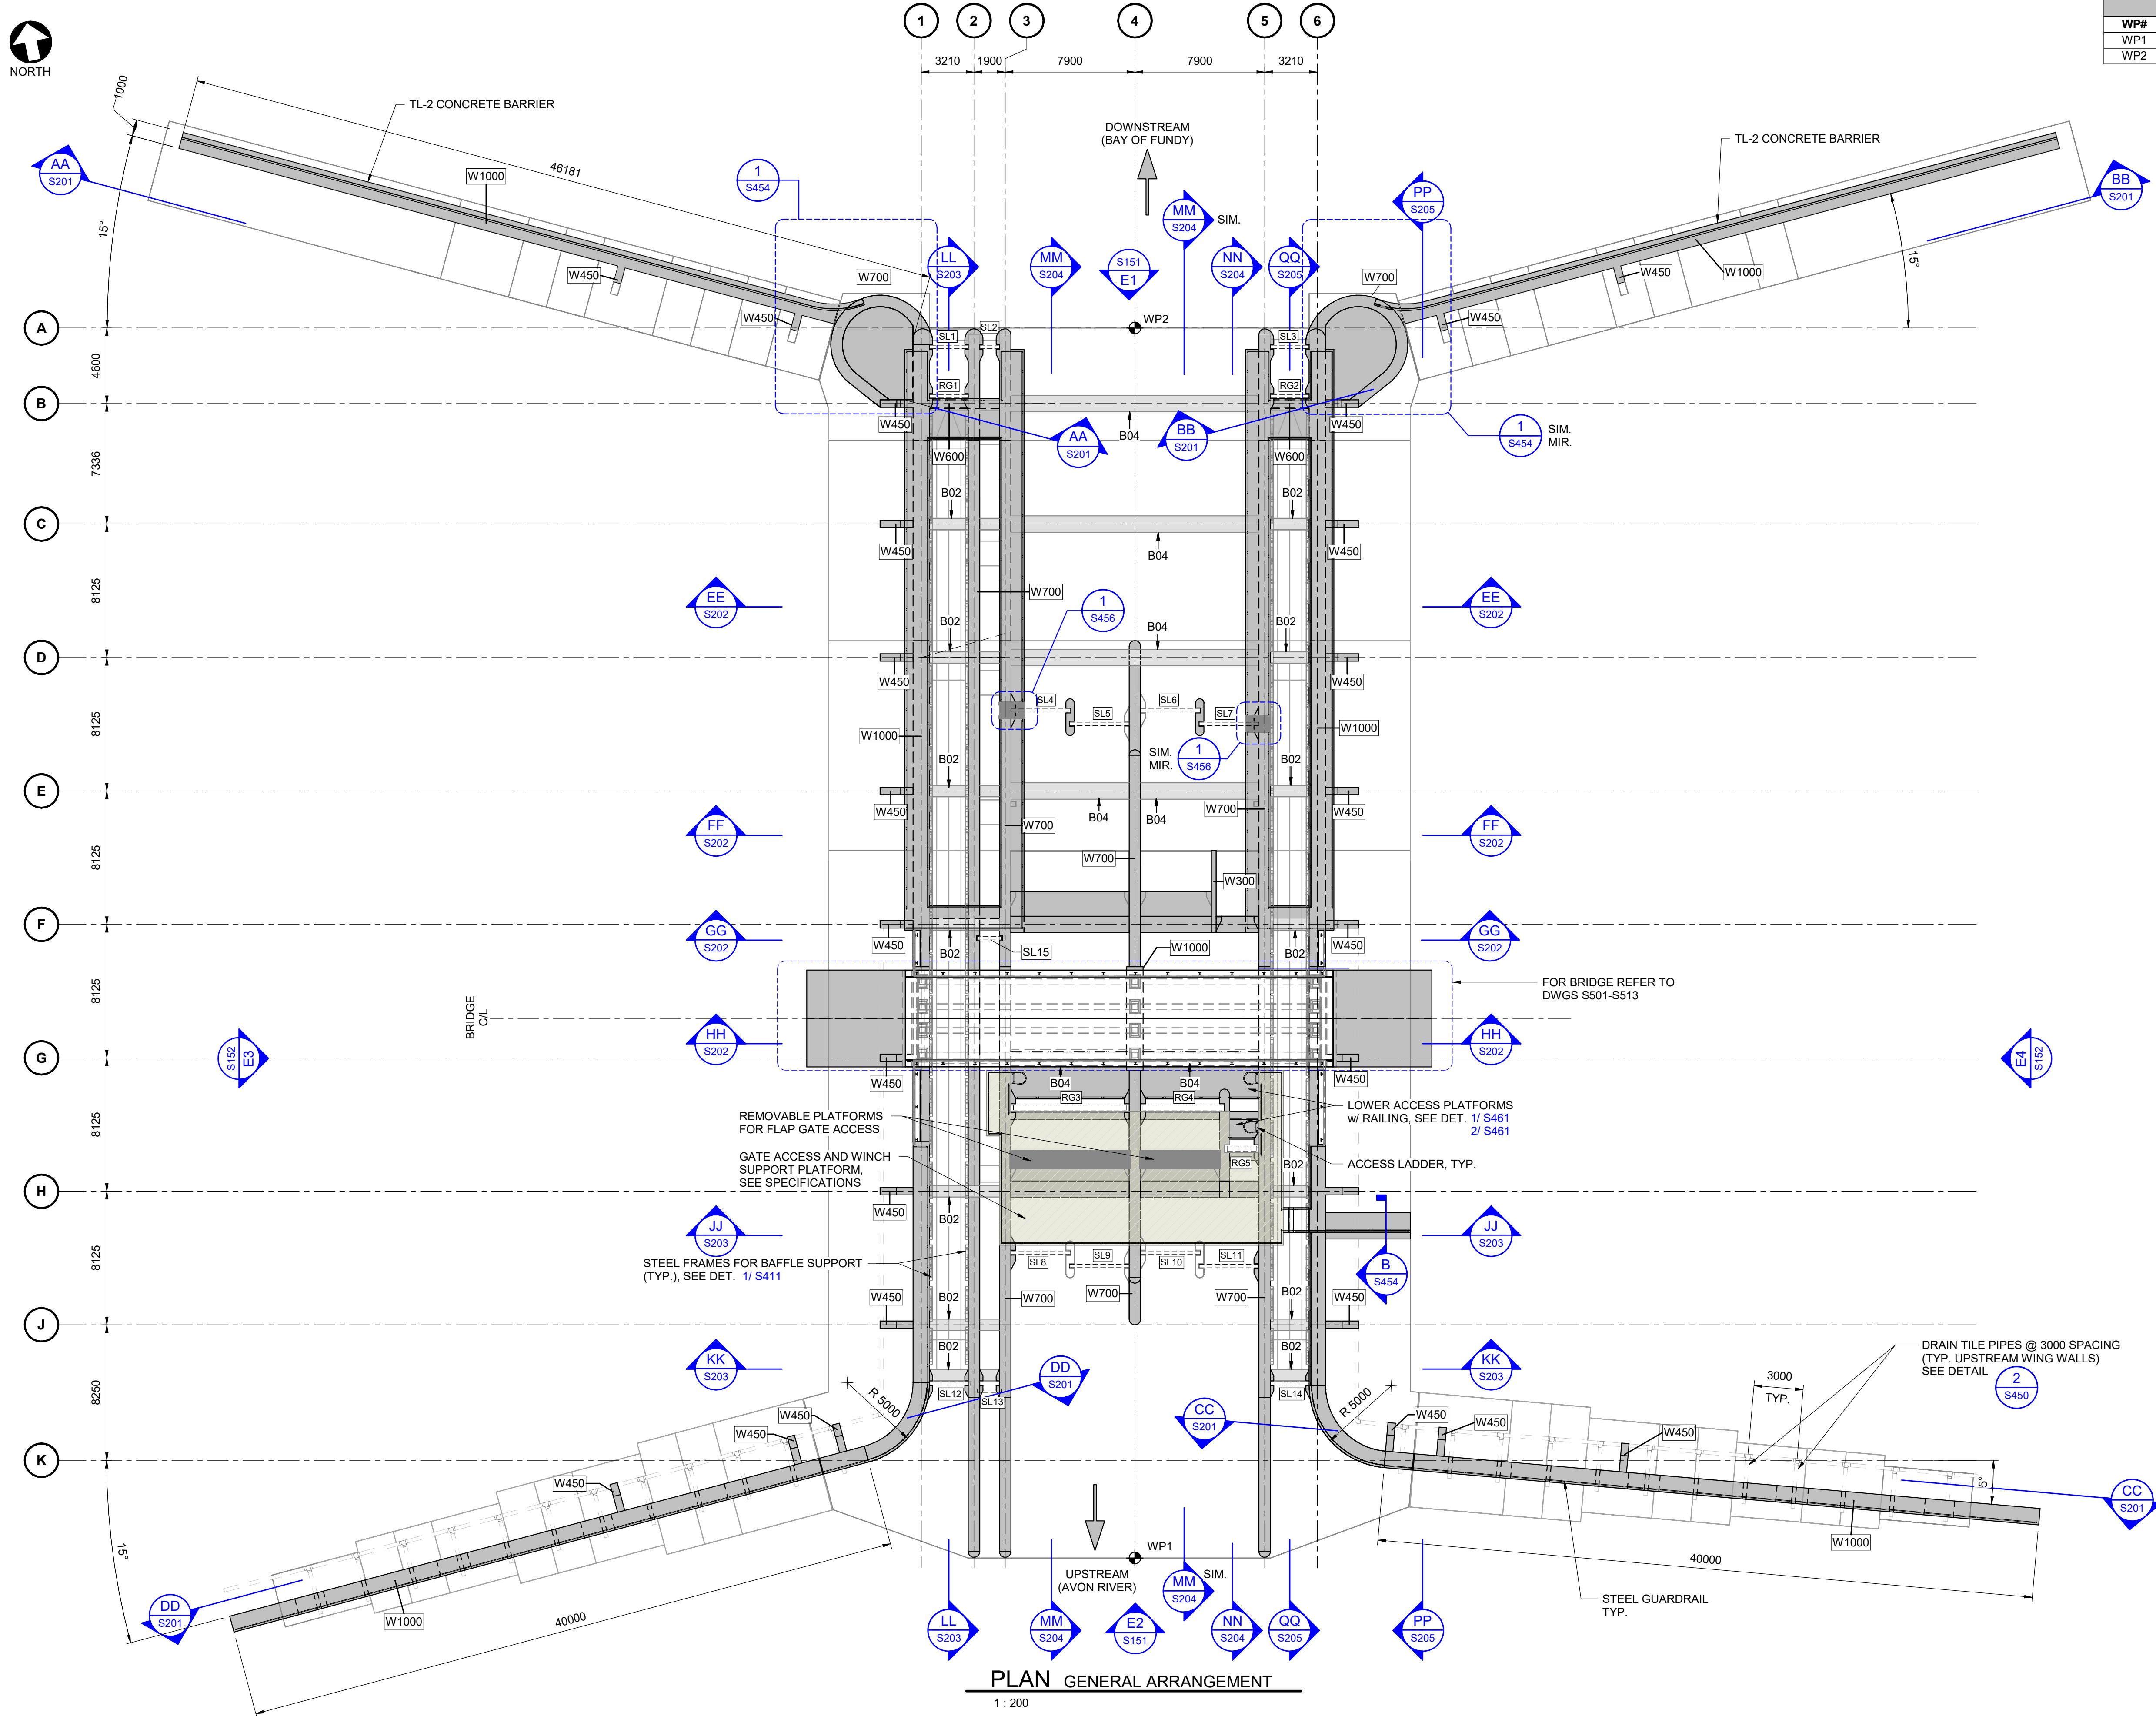 1
2
3
4
5
6
3210
1900
7900
7900
3210
WP#
WP1
WP2
NORTH
1000
TL-2 CONCRETE BARRIER
46181
W1000
15°
AA
S201
1
S454
DOWNSTREAM
(BAY OF FUNDY)
MM
S204
SIM.
PP
S205
TL-2 CONCRETE BARRIER
BB
S201
W450
W700
LL
S203
MM
S204
S151
E1
NN
S204
QQ
S205
W700
W450
W1000
15°
W450
W450
A
SL1
SL2
WP2
SL3
4600
RG1
RG2
B
W450
AA
S201
B04
BB
S201
W450
1
S454
SIM.
MIR.
7336
W600
W600
B02
B02
C
W450
B04
W450
8125
EE
S202
W700
1
S456
EE
S202
B02
B04
B02
D
W450
W450
8125
SL4
SL5
SL6
SL7
W1000
W1000
SIM.
MIR.
1
S456
B02
B02
E
W450
B04
B04
W700
W450
8125
FF
S202
W700
FF
S202
W700
W300
F
W450
GG
S202
B02
SL15
W1000
B02
W450
GG
S202
8125
BRIDGE
C/L
FOR BRIDGE REFER TO
DWGS S501-S513
HH
S202
HH
S202
G
S152
E3
E4
S152
W450
B04
B04
W450
8125
RG3
RG4
REMOVABLE PLATFORMS
FOR FLAP GATE ACCESS
LOWER ACCESS PLATFORMS
w/ RAILING, SEE DET. 1/ S461
2/ S461
GATE ACCESS AND WINCH
SUPPORT PLATFORM,
SEE SPECIFICATIONS
RG5
B02
ACCESS LADDER, TYP.
H
W450
B02
8125
JJ
S203
JJ
S203
STEEL FRAMES FOR BAFFLE SUPPORT
(TYP.), SEE DET. 1/ S411
SL8
SL9
SL10
SL11
B
S454
W450
B02
W700
W700
W700
B02
W450
J
B02
B02
KK
S203
KK
S203
DRAIN TILE PIPES @ 3000 SPACING
(TYP. UPSTREAM WING WALLS)
SEE DETAIL
2
S450
8250
R 5000
SL12
SL13
DD
S201
SL14
R 5000
3000
TYP.
CC
S201
W450
W450
W450
W450
W450
K
W450
5°
CC
S201
15°
WP1
W1000
UPSTREAM
(AVON RIVER)
MM
S204
SIM.
40000
STEEL GUARDRAIL
TYP.
DD
S201
W1000
40000
LL
S203
MM
S204
E2
S151
NN
S204
QQ
S205
PP
S205
PLAN GENERAL ARRANGEMENT
1 : 200